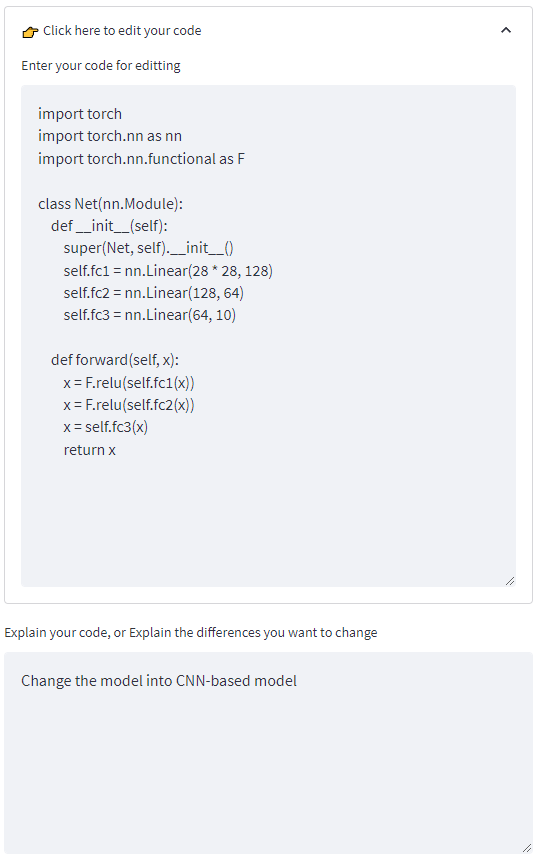 👉 Click here to edit your code
Enter your code for editting
import torch
import torch.nn as nn
import torch.nn.functional as F
class Net(nn.Module):
def __init__(self):
super(Net, self).__init__()
self.fc1 = nn.Linear(28 * 28, 128)
self.fc2 = nn.Linear(128, 64)
self.fc3 = nn.Linear(64, 10)
def forward(self, x):
x = F.relu(self.fc1(x))
x = F.relu(self.fc2(x))
x = self.fc3(x)
return x
Explain your code, or Explain the differences you want to change
Change the model into CNN-based model